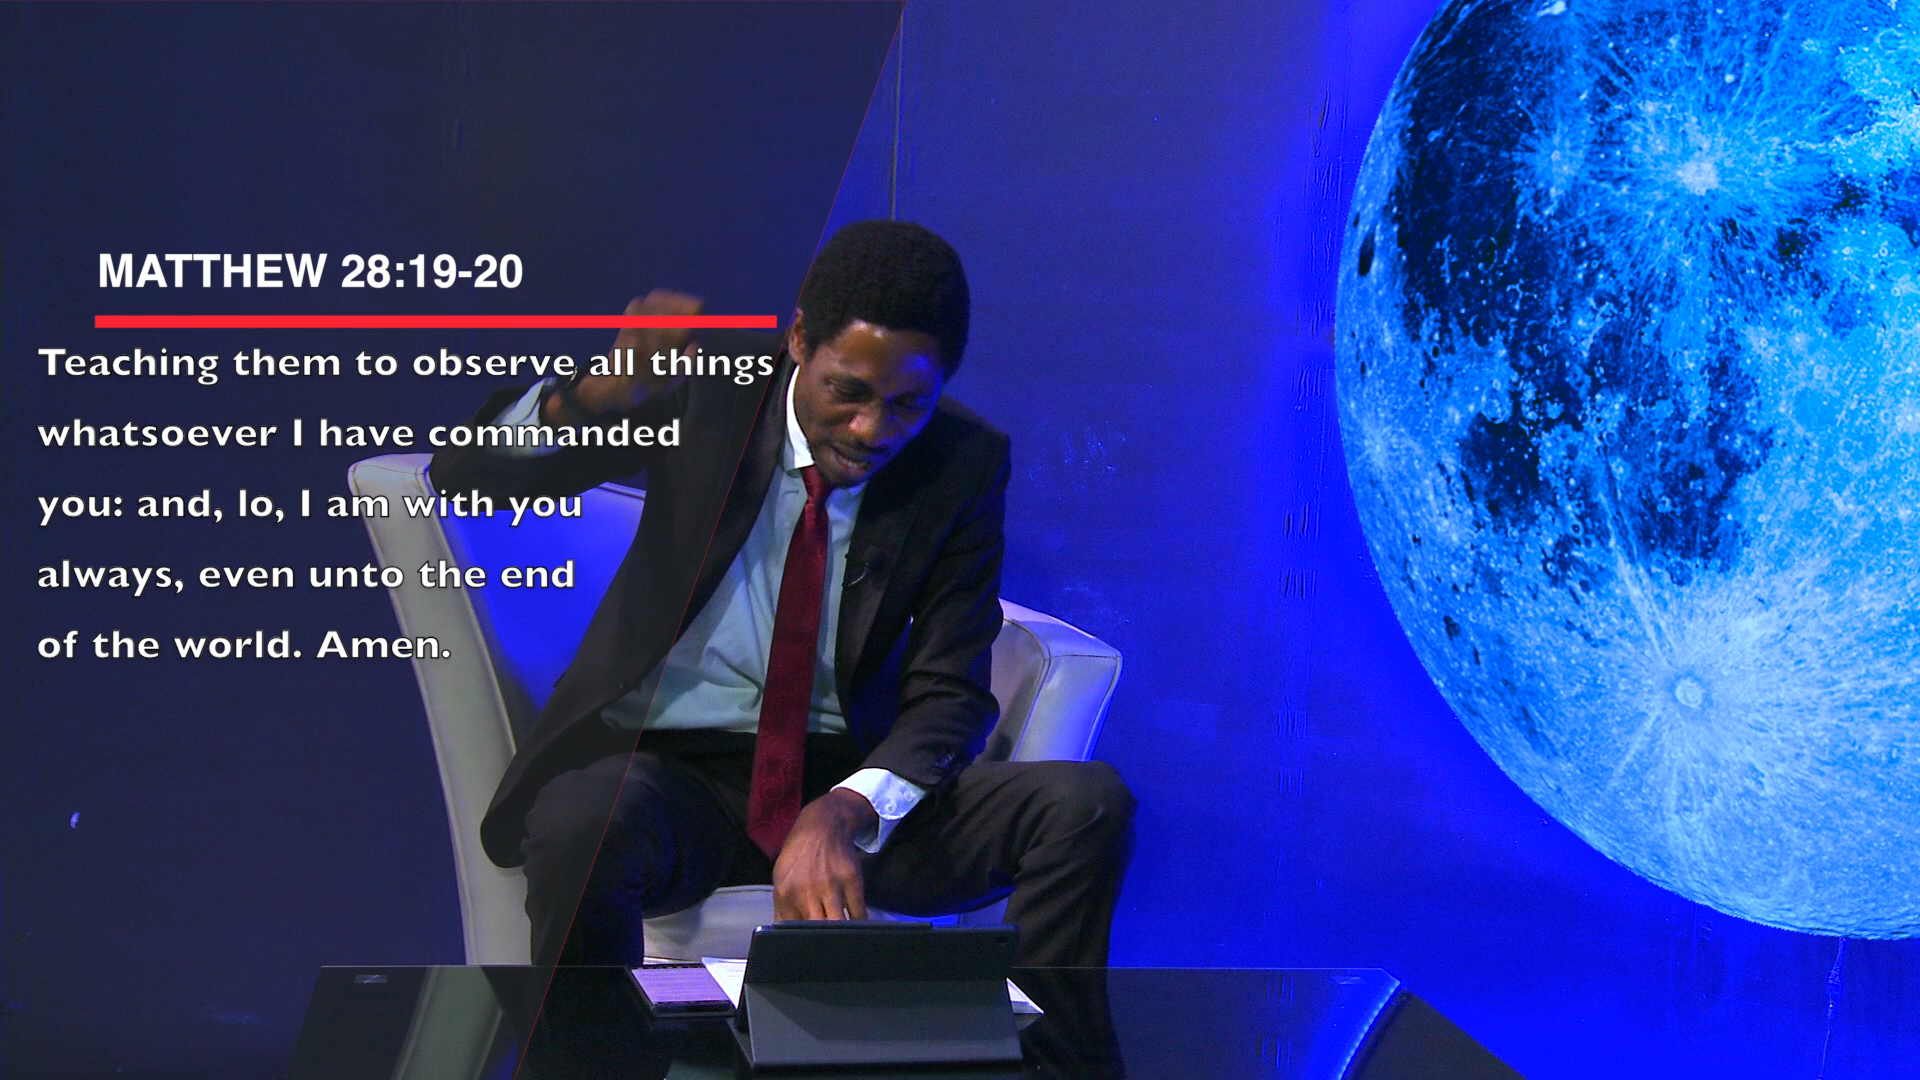 MATTHEW 28:19-20
Teaching them to observe all things
whatsoever I have commanded
you: and, lo, I am with you
always, even unto the end
of the world. Amen.